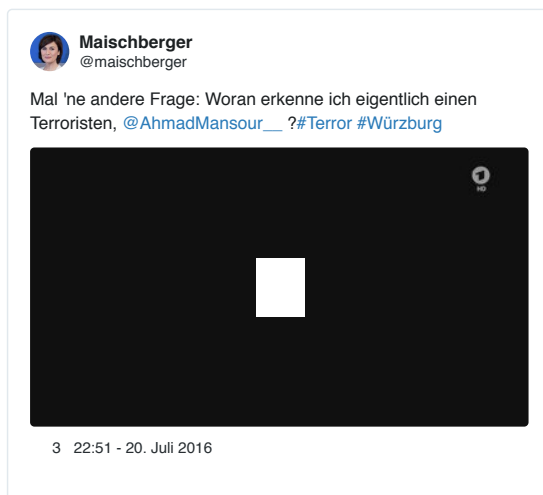 Maischberger
@maischberger
Mal 'ne andere Frage: Woran erkenne ich eigentlich einen
Terroristen, @AhmadMansour__ ?#Terror #Würzburg
1
HD
3 22:51 - 20. Juli 2016